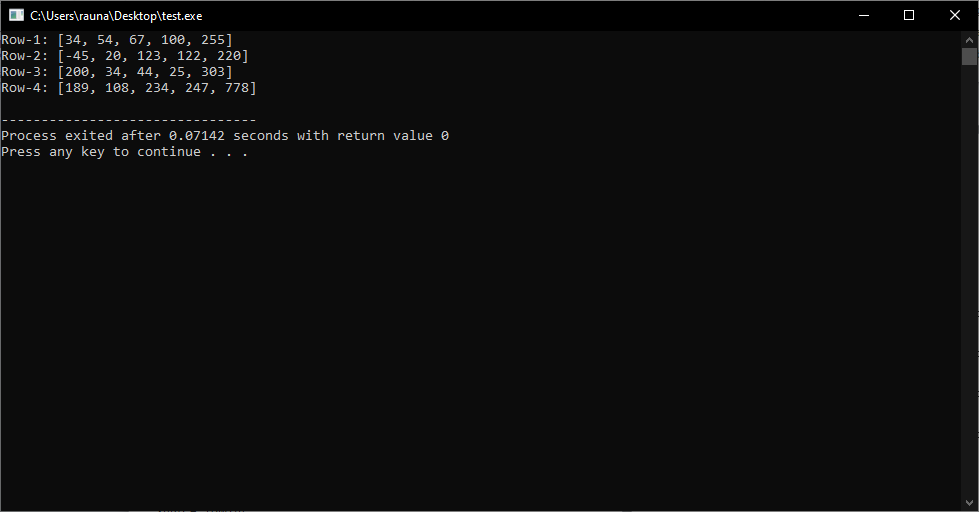 C:\Users\rauna\Desktop\test.exe
Row-1: [34, 54, 67, 100, 255]
Row-2: [-45, 20, 123, 122, 220]
Row-3: [200, 34, 44, 25, 303]
Row-4: [189, 108, 234, 247, 778]
--------------------------------
Process exited after 0.07142 seconds with return value 0
Press any key to continue . . .